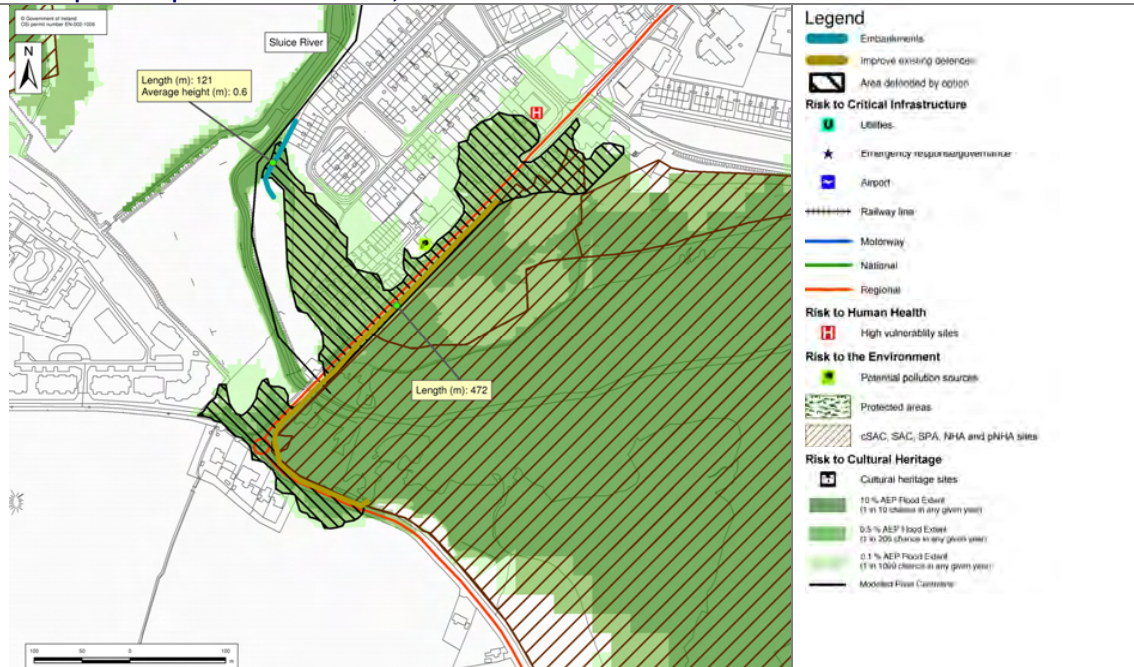 © Government of Ireland
OSi permit number EN-002-1009
N
Sluice River
Length (m): 121
Average height (m): 0.6
Length (m): 472
100 50 0 100
m
Legend
Embankments
Improve existing defences
Area defended by option
Risk to Critical Infrastructure
Utilities
Emergency response/governance
Airport
Railway line
Motorway
National
Regional
Risk to Human Health
H High vulnerablity sites
Risk to the Environment
Potential pollution sources
Protected areas
cSAC, SAC, SPA, NHA and pNHA sites
Risk to Cultural Heritage
Cultural heritage sites
10 % AEP Flood Extent
(1 in 10 chance in any given year)
0.5 % AEP Flood Extent
(1 in 200 chance in any given year)
0.1 % AEP Flood Extent
(1 in 1000 chance in any given year)
Modelled River Centreline